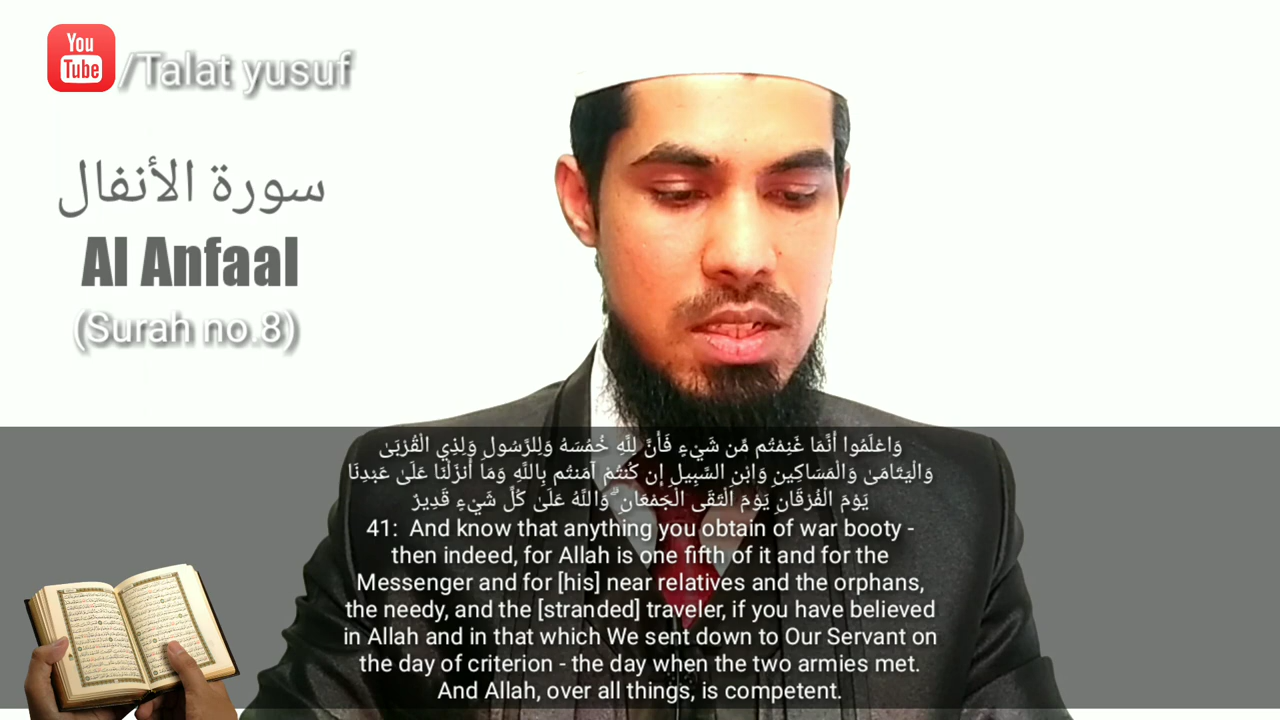 You
Tube
/Talat yusuf
سورة الأنفال
Al Anfaal
(Surah no.8)
وَاعْلَمُوا أَنَّمَا غَنِمْتُم مِّن شَيْءٍ فَأَنَّ لِلَّهِ خُمُسَهُ وَلِلرَّسُولِ وَلِذِي الْقُرْبَىٰ
وَالْيَتَامَىٰ وَالْمَسَاكِينِ وَابْنِ السَّبِيلِ إِن كُنتُمْ آمَنتُم بِاللَّهِ وَمَا أَنزَلْنَا عَلَىٰ عَبْدِنَا
يَوْمَ الْفُرْقَانِ يَوْمَ الْتَقَى الْجَمْعَانِ ۗ وَاللَّهُ عَلَىٰ كُلِّ شَيْءٍ قَدِيرٌ
41: And know that anything you obtain of war booty -
then indeed, for Allah is one fifth of it and for the
Messenger and for [his] near relatives and the orphans,
the needy, and the [stranded] traveler, if you have believed
in Allah and in that which We sent down to Our Servant on
the day of criterion - the day when the two armies met.
And Allah, over all things, is competent.